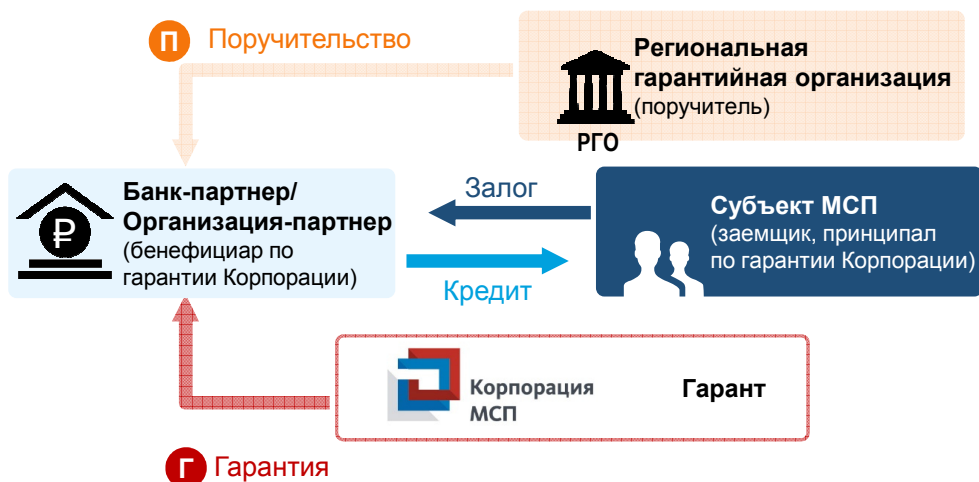 П Поручительство
Региональная
гарантийная организация
(поручитель)
РГО
Банк-партнер/
Организация-партнер
(бенефициар по
гарантии Корпорации)
₽
Залог
Кредит
Субъект МСП
(заемщик, принципал
по гарантии Корпорации)
Корпорация
МСП
Гарант
Г Гарантия